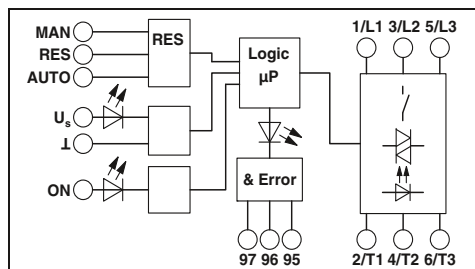 MAN
RES
AUTO
RES
Logic
µP
1/L1 3/L2 5/L3
Us
⊥
ON
& Error
97 96 95
2/T1 4/T2 6/T3